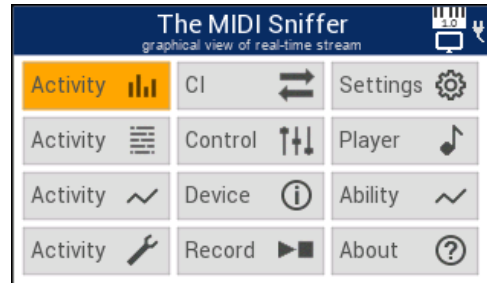 The MIDI Sniffer
graphical view of real-time stream
1.0
Activity CI Settings
Activity Control Player
Activity Device Ability
Activity Record About